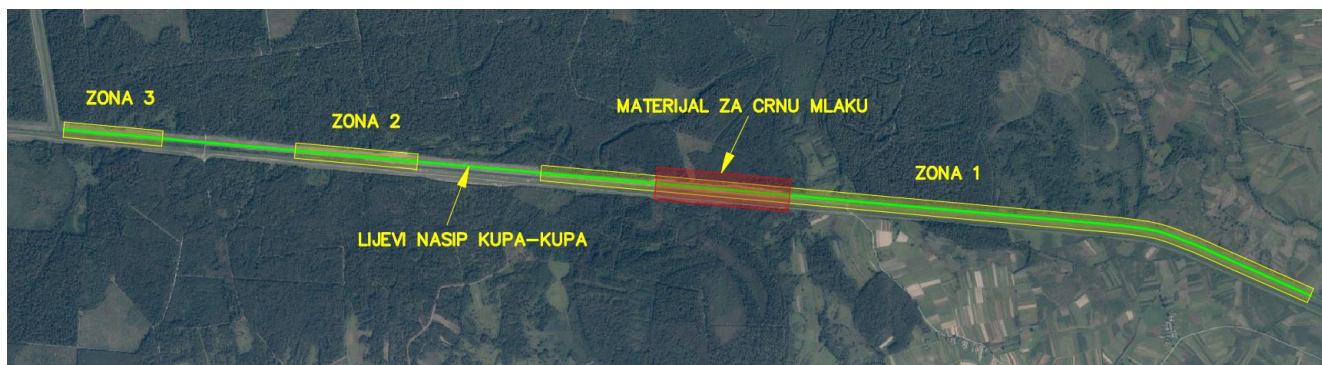 ZONA 3
ZONA 2
MATERIJAL ZA CRNU MLAKU
ZONA 1
LIJEVI NASIP KUPA-KUPA